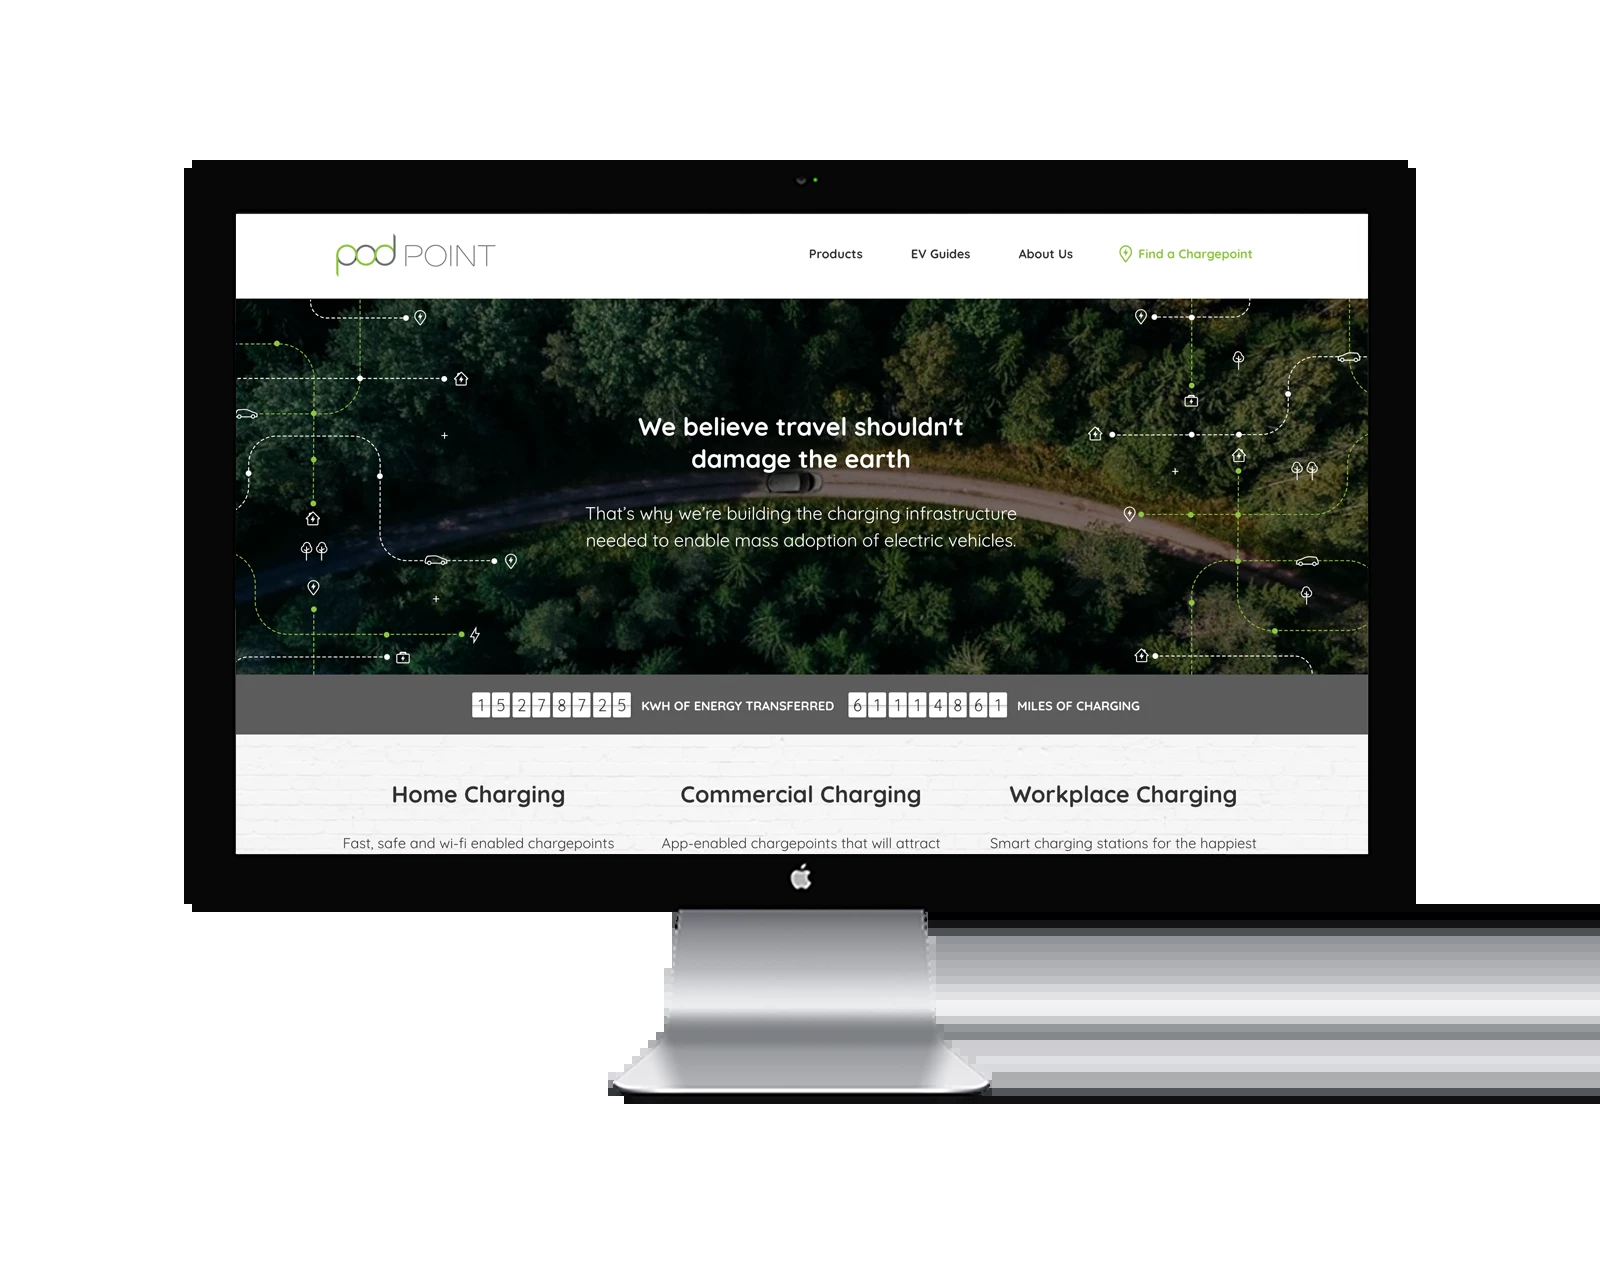 pod POINT
Products EV Guides About Us Find a Chargepoint
We believe travel shouldn't
damage the earth
That's why we're building the charging infrastructure
needed to enable mass adoption of electric vehicles.
15278725 KWH OF ENERGY TRANSFERRED 61114861 MILES OF CHARGING
Home Charging Commercial Charging Workplace Charging
Fast, safe and wi-fi enabled chargepoints App-enabled chargepoints that will attract Smart charging stations for the happiest